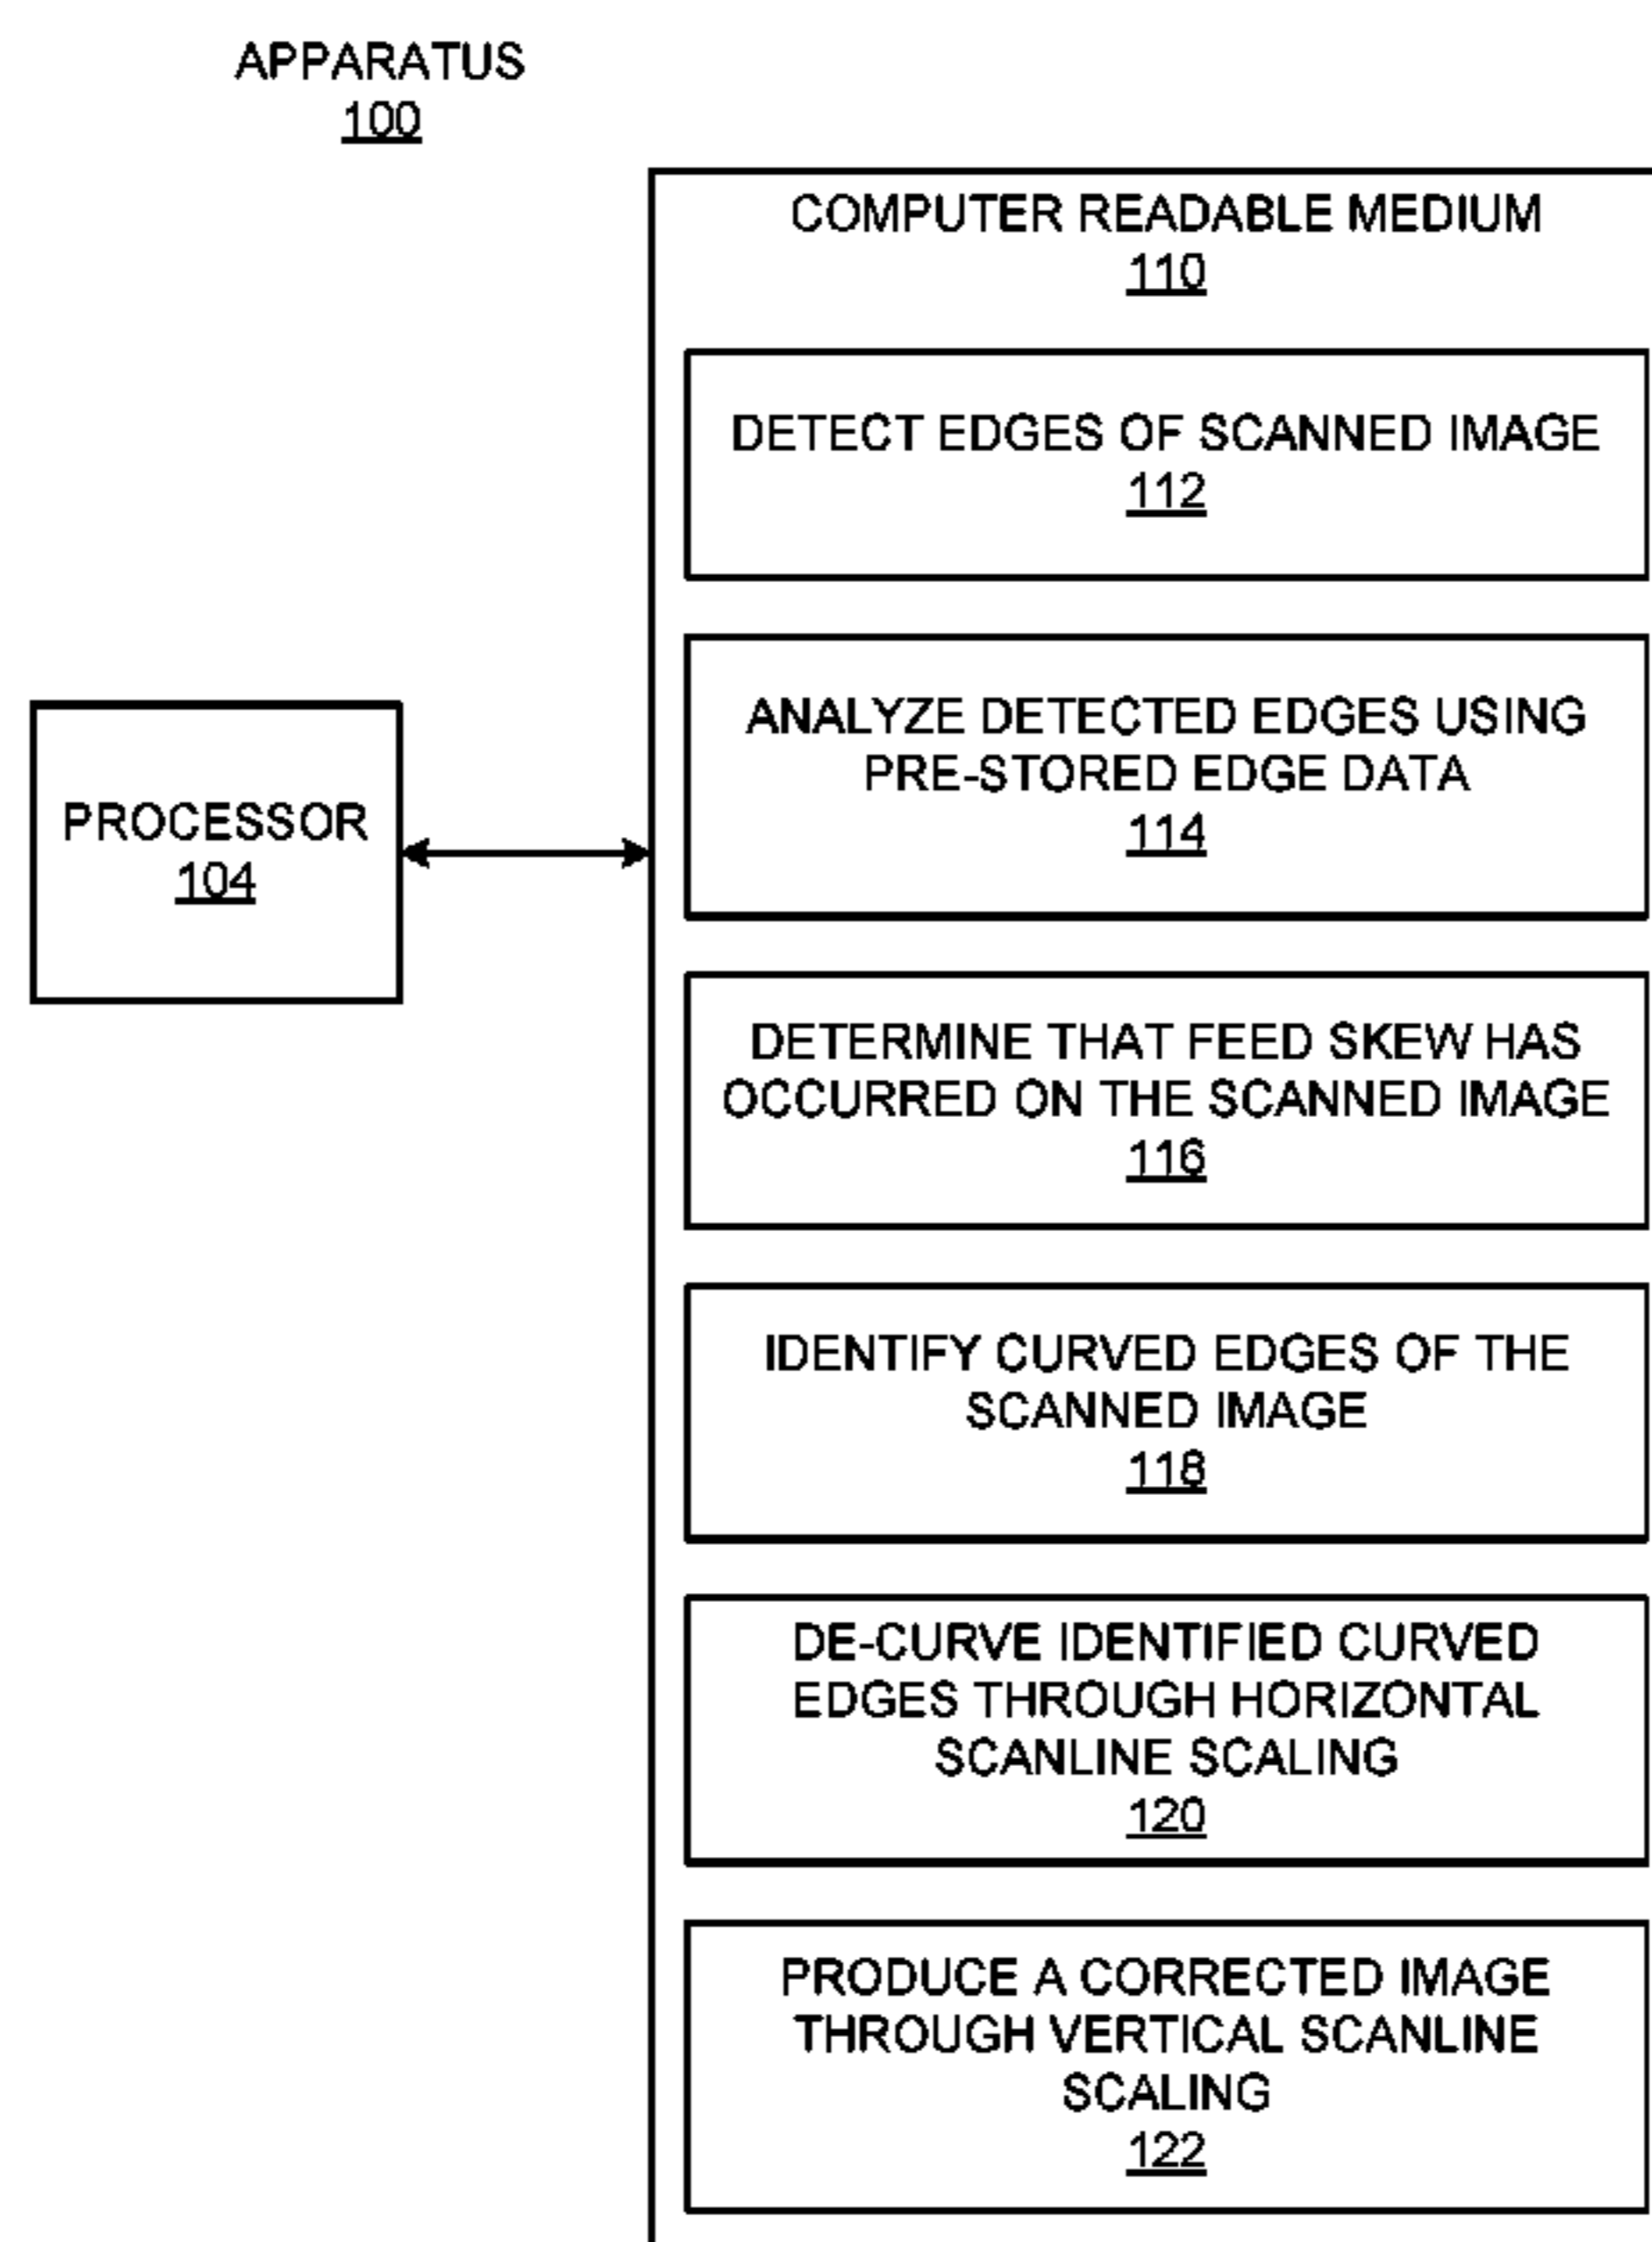 APPARATUS
100
COMPUTER READABLE MEDIUM
110
DETECT EDGES OF SCANNED IMAGE
112
ANALYZE DETECTED EDGES USING
PRE-STORED EDGE DATA
114
PROCESSOR
104
DETERMINE THAT FEED SKEW HAS
OCCURRED ON THE SCANNED IMAGE
116
IDENTIFY CURVED EDGES OF THE
SCANNED IMAGE
118
DE-CURVE IDENTIFIED CURVED
EDGES THROUGH HORIZONTAL
SCANLINE SCALING
120
PRODUCE A CORRECTED IMAGE
THROUGH VERTICAL SCANLINE
SCALING
122